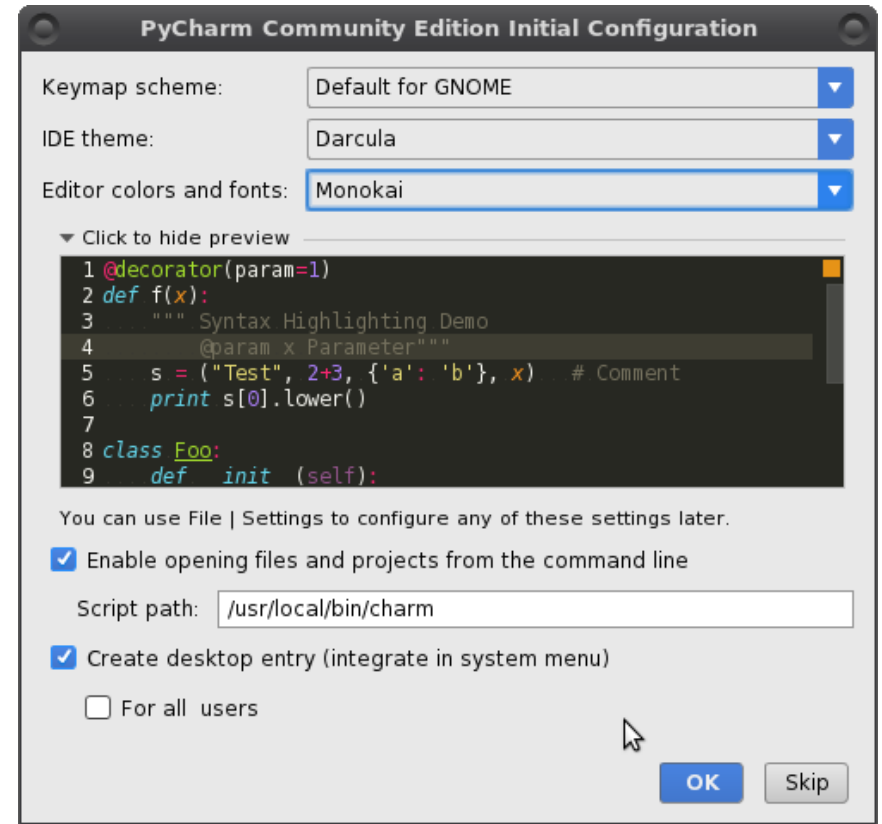 PyCharm Community Edition Initial Configuration
Keymap scheme: Default for GNOME
IDE theme: Darcula
Editor colors and fonts: Monokai
Click to hide preview
1 @decorator(param=1)
2 def f(x):
3 """ Syntax Highlighting Demo
4 @param x Parameter"""
5 s = ("Test", 2+3, {'a': 'b'}, x) # Comment
6 print s[0].lower()
7
8 class Foo:
9 def __init__(self):
You can use File | Settings to configure any of these settings later.
Enable opening files and projects from the command line
Script path: /usr/local/bin/charm
Create desktop entry (integrate in system menu)
For all users
OK Skip